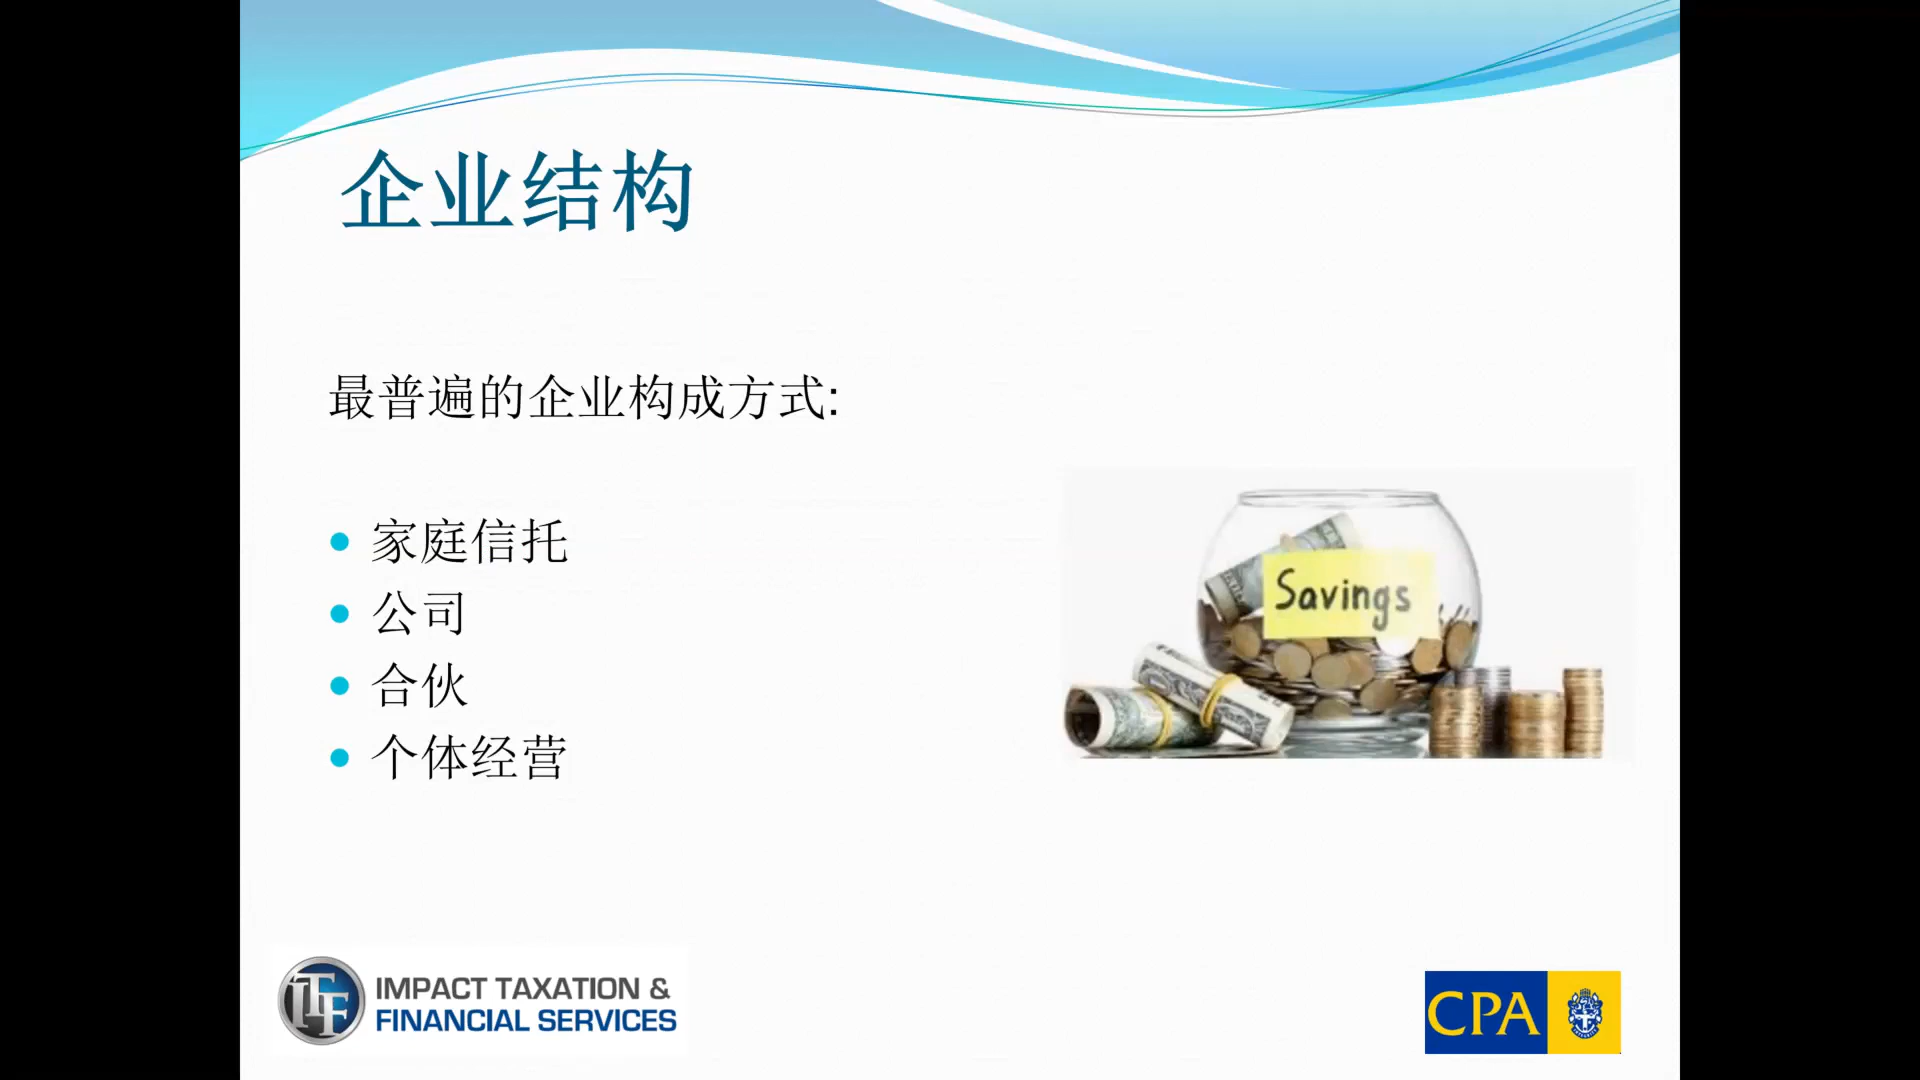 企业结构
最普遍的企业构成方式:
家庭信托
公司
合伙
个体经营
Savings
ITF
IMPACT TAXATION &
FINANCIAL SERVICES
CPA